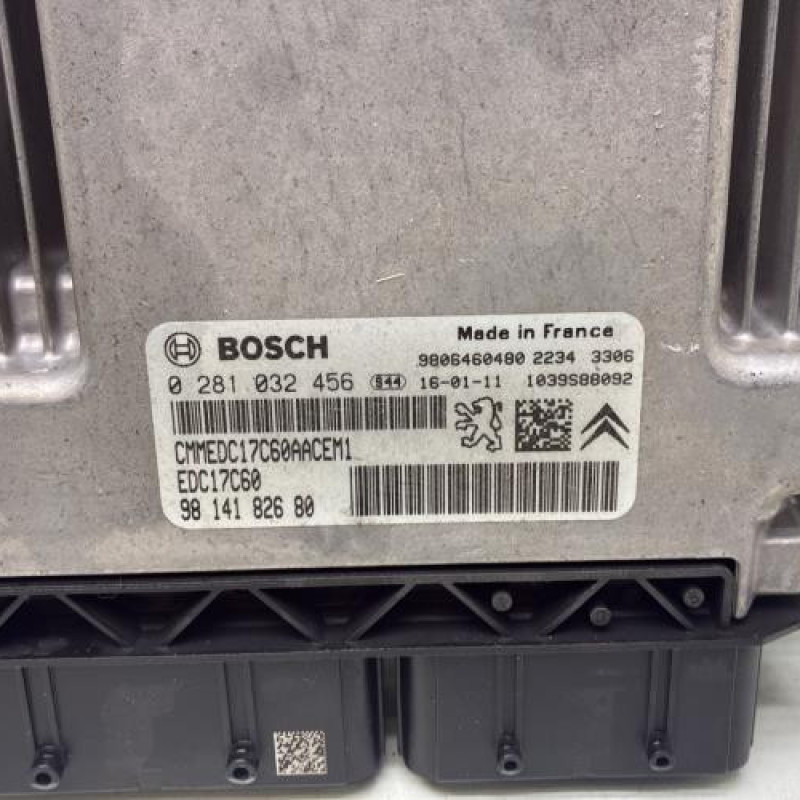 BOSCH Made in France
9806460480 2234 3306
0 281 032 456 S44 16-01-11 1039S88092
CMMEDC17C60AACEM1
EDC17C60
98 141 826 80